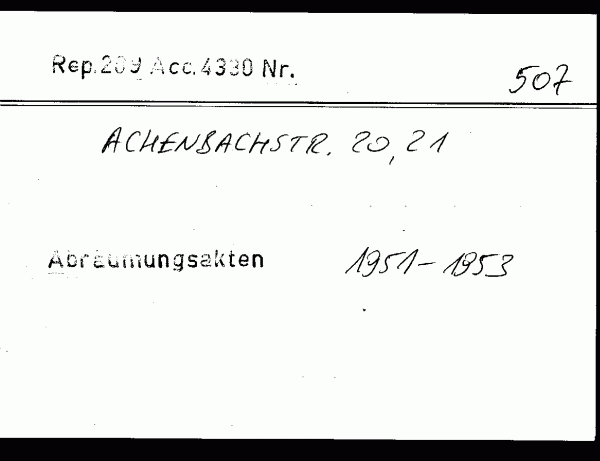 Rep. 209 Acc. 4330 Nr. 507
ACHENBACHSTR. 20, 21
Abräumungsakten 1951-1953